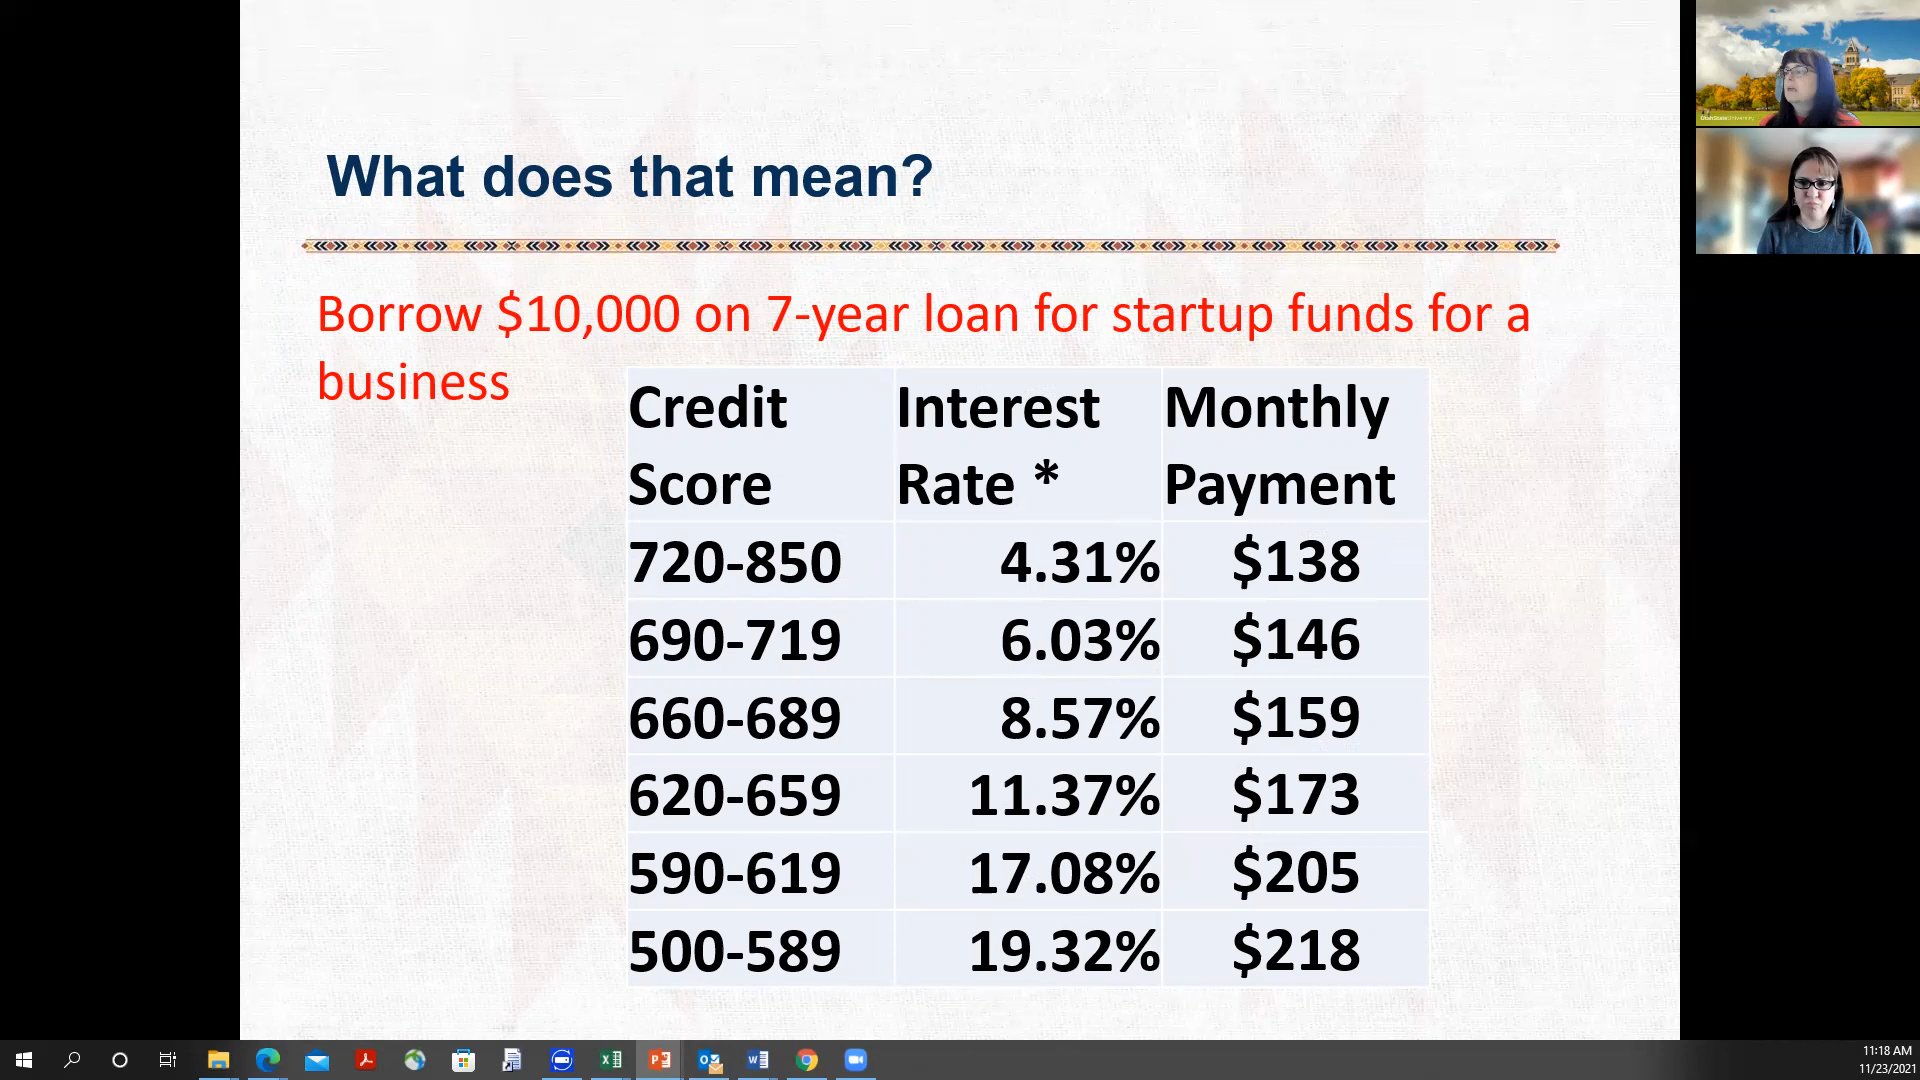 What does that mean?
Borrow $10,000 on 7-year loan for startup funds for a
business
Credit Score Interest Rate * Monthly Payment
720-850 4.31% $138
690-719 6.03% $146
660-689 8.57% $159
620-659 11.37% $173
590-619 17.08% $205
500-589 19.32% $218
UtahStateUniversity
11:18 AM
11/23/2021